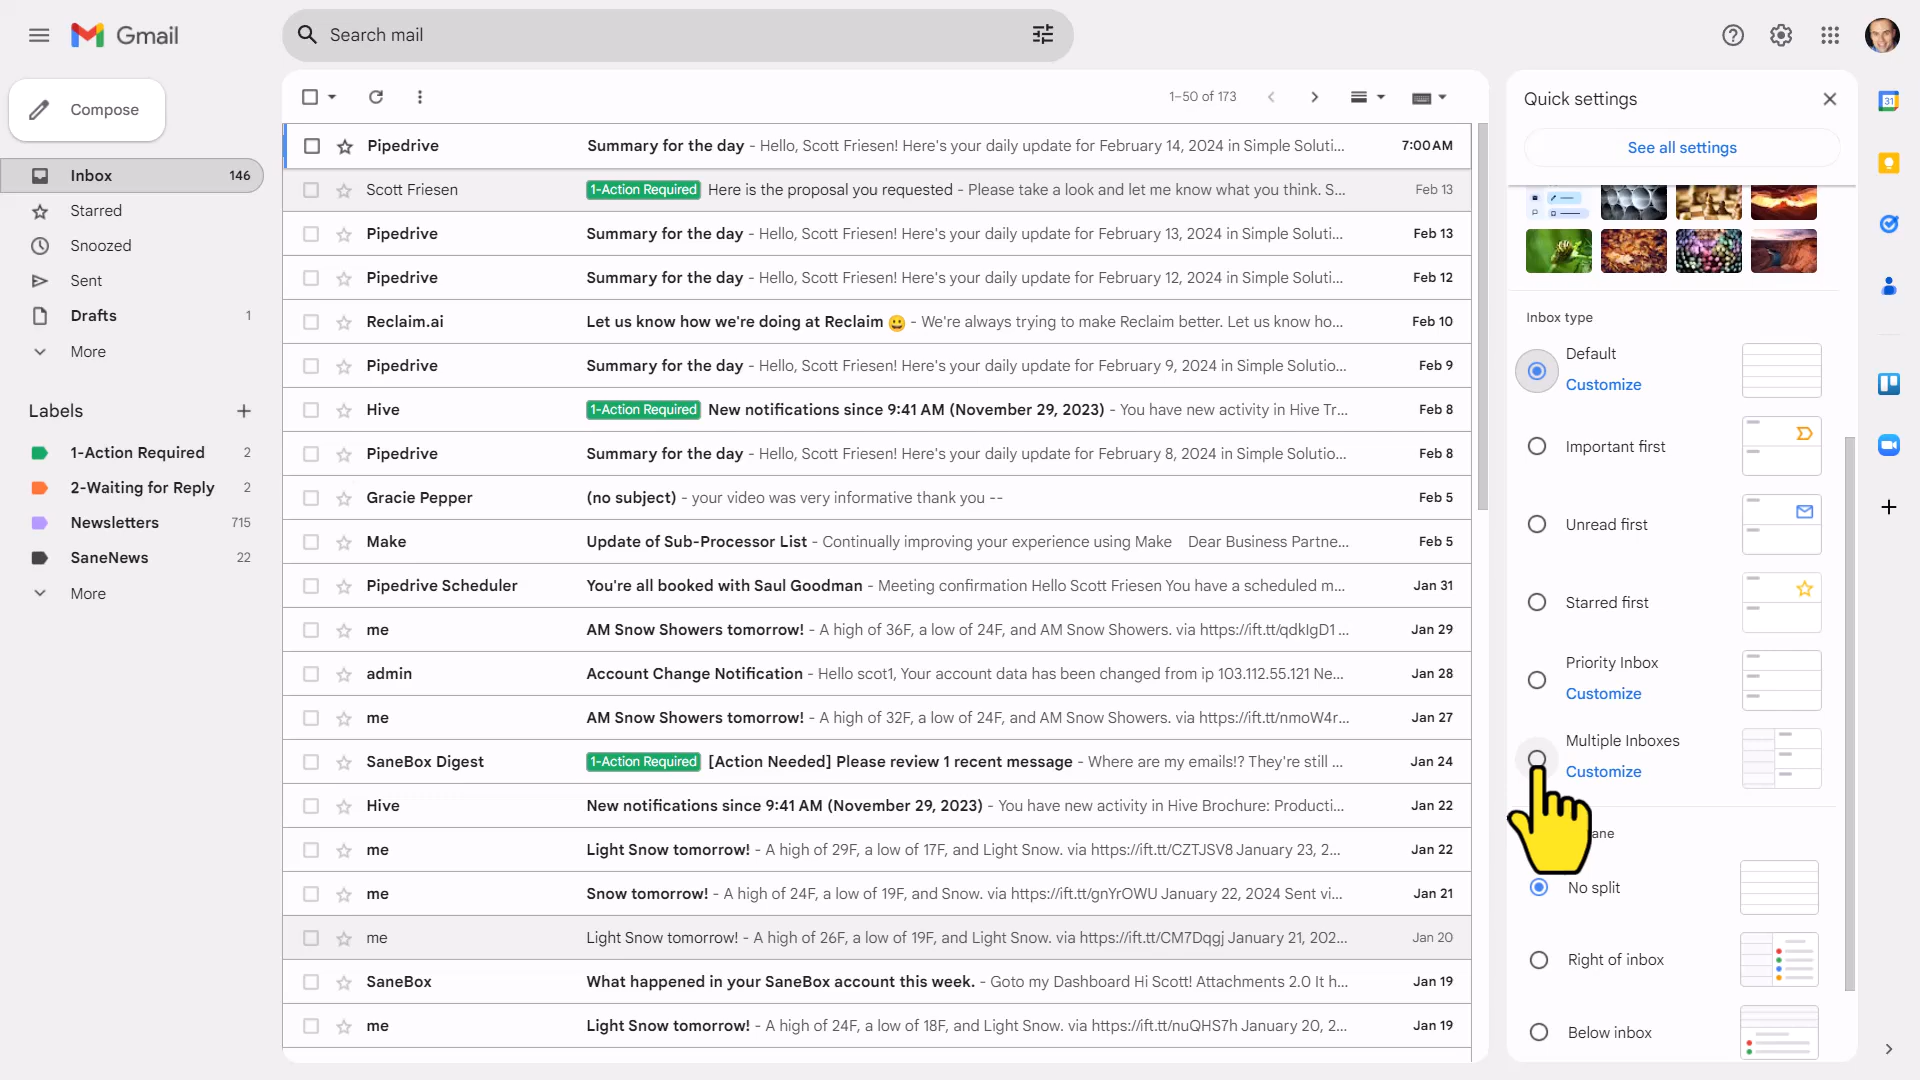 Gmail
Search mail
Compose
Inbox 146
Starred
Snoozed
Sent
Drafts 1
More
Labels
1-Action Required 2
2-Waiting for Reply 2
Newsletters 715
SaneNews 22
More
1–50 of 173
Pipedrive Summary for the day - Hello, Scott Friesen! Here's your daily update for February 14, 2024 in Simple Soluti... 7:00 AM
Scott Friesen 1-Action Required Here is the proposal you requested - Please take a look and let me know what you think. S... Feb 13
Pipedrive Summary for the day - Hello, Scott Friesen! Here's your daily update for February 13, 2024 in Simple Soluti... Feb 13
Pipedrive Summary for the day - Hello, Scott Friesen! Here's your daily update for February 12, 2024 in Simple Soluti... Feb 12
Reclaim.ai Let us know how we're doing at Reclaim 😀 - We're always trying to make Reclaim better. Let us know ho... Feb 10
Pipedrive Summary for the day - Hello, Scott Friesen! Here's your daily update for February 9, 2024 in Simple Solutio... Feb 9
Hive 1-Action Required New notifications since 9:41 AM (November 29, 2023) - You have new activity in Hive Tr... Feb 8
Pipedrive Summary for the day - Hello, Scott Friesen! Here's your daily update for February 8, 2024 in Simple Solutio... Feb 8
Gracie Pepper (no subject) - your video was very informative thank you -- Feb 5
Make Update of Sub-Processor List - Continually improving your experience using Make Dear Business Partne... Feb 5
Pipedrive Scheduler You're all booked with Saul Goodman - Meeting confirmation Hello Scott Friesen You have a scheduled m... Jan 31
me AM Snow Showers tomorrow! - A high of 36F, a low of 24F, and AM Snow Showers. via https://ift.tt/qdkIgD1... Jan 29
admin Account Change Notification - Hello scot1, Your account data has been changed from ip 103.112.55.121 Ne... Jan 28
me AM Snow Showers tomorrow! - A high of 32F, a low of 24F, and AM Snow Showers. via https://ift.tt/nmoW4r... Jan 27
SaneBox Digest 1-Action Required [Action Needed] Please review 1 recent message - Where are my emails!? They're still ... Jan 24
Hive New notifications since 9:41 AM (November 29, 2023) - You have new activity in Hive Brochure: Producti... Jan 22
me Light Snow tomorrow! - A high of 29F, a low of 17F, and Light Snow. via https://ift.tt/CZTJSV8 January 23, 2... Jan 22
me Snow tomorrow! - A high of 24F, a low of 19F, and Snow. via https://ift.tt/gnYrOWU January 22, 2024 Sent vi... Jan 21
me Light Snow tomorrow! - A high of 26F, a low of 19F, and Light Snow. via https://ift.tt/CM7Dqgj January 21, 202... Jan 20
SaneBox What happened in your SaneBox account this week. - Goto my Dashboard Hi Scott! Attachments 2.0 It h... Jan 19
me Light Snow tomorrow! - A high of 24F, a low of 18F, and Light Snow. via https://ift.tt/nuQHS7h January 20, 2... Jan 19
Quick settings
See all settings
Inbox type
Default
Customize
Important first
Unread first
Starred first
Priority Inbox
Customize
Multiple Inboxes
Customize
ane
No split
Right of inbox
Below inbox
31